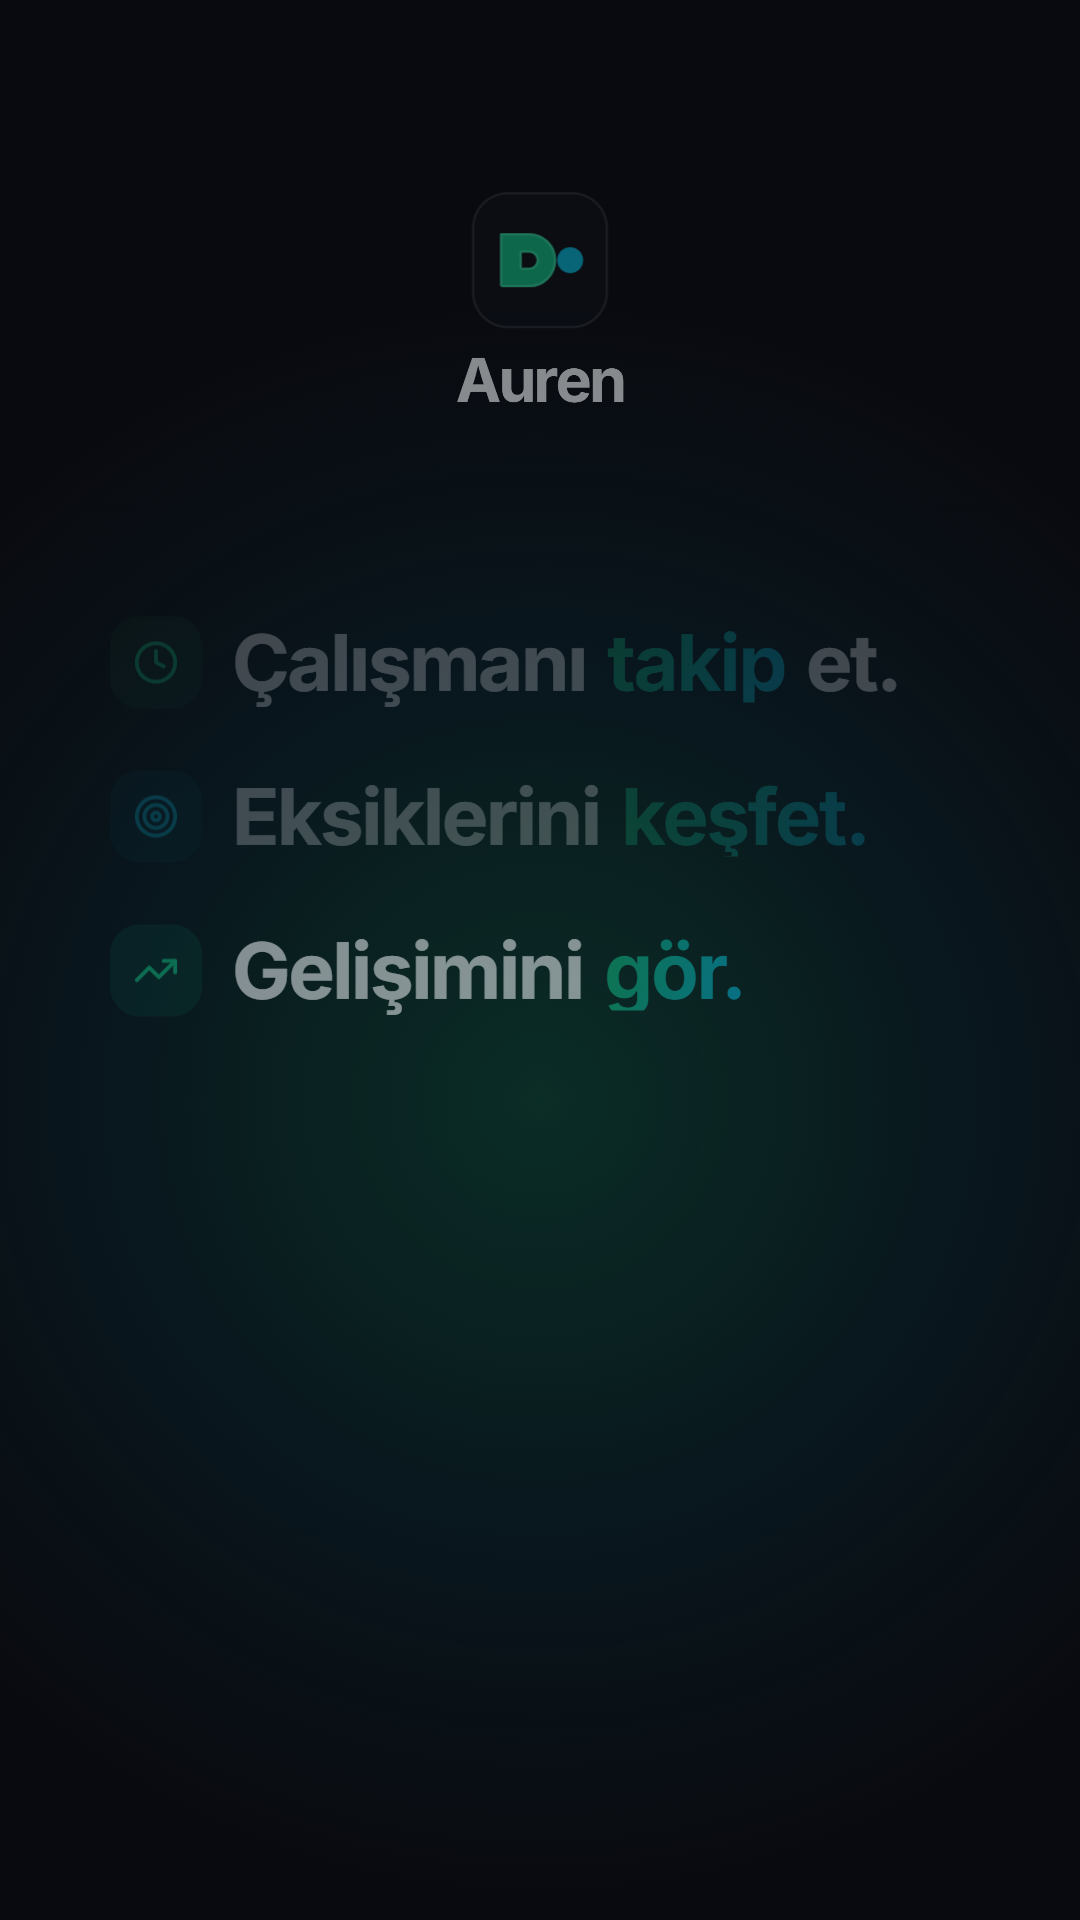 D
Auren
Çalışmanı takip et.
Eksiklerini keşfet.
Gelişimini gör.